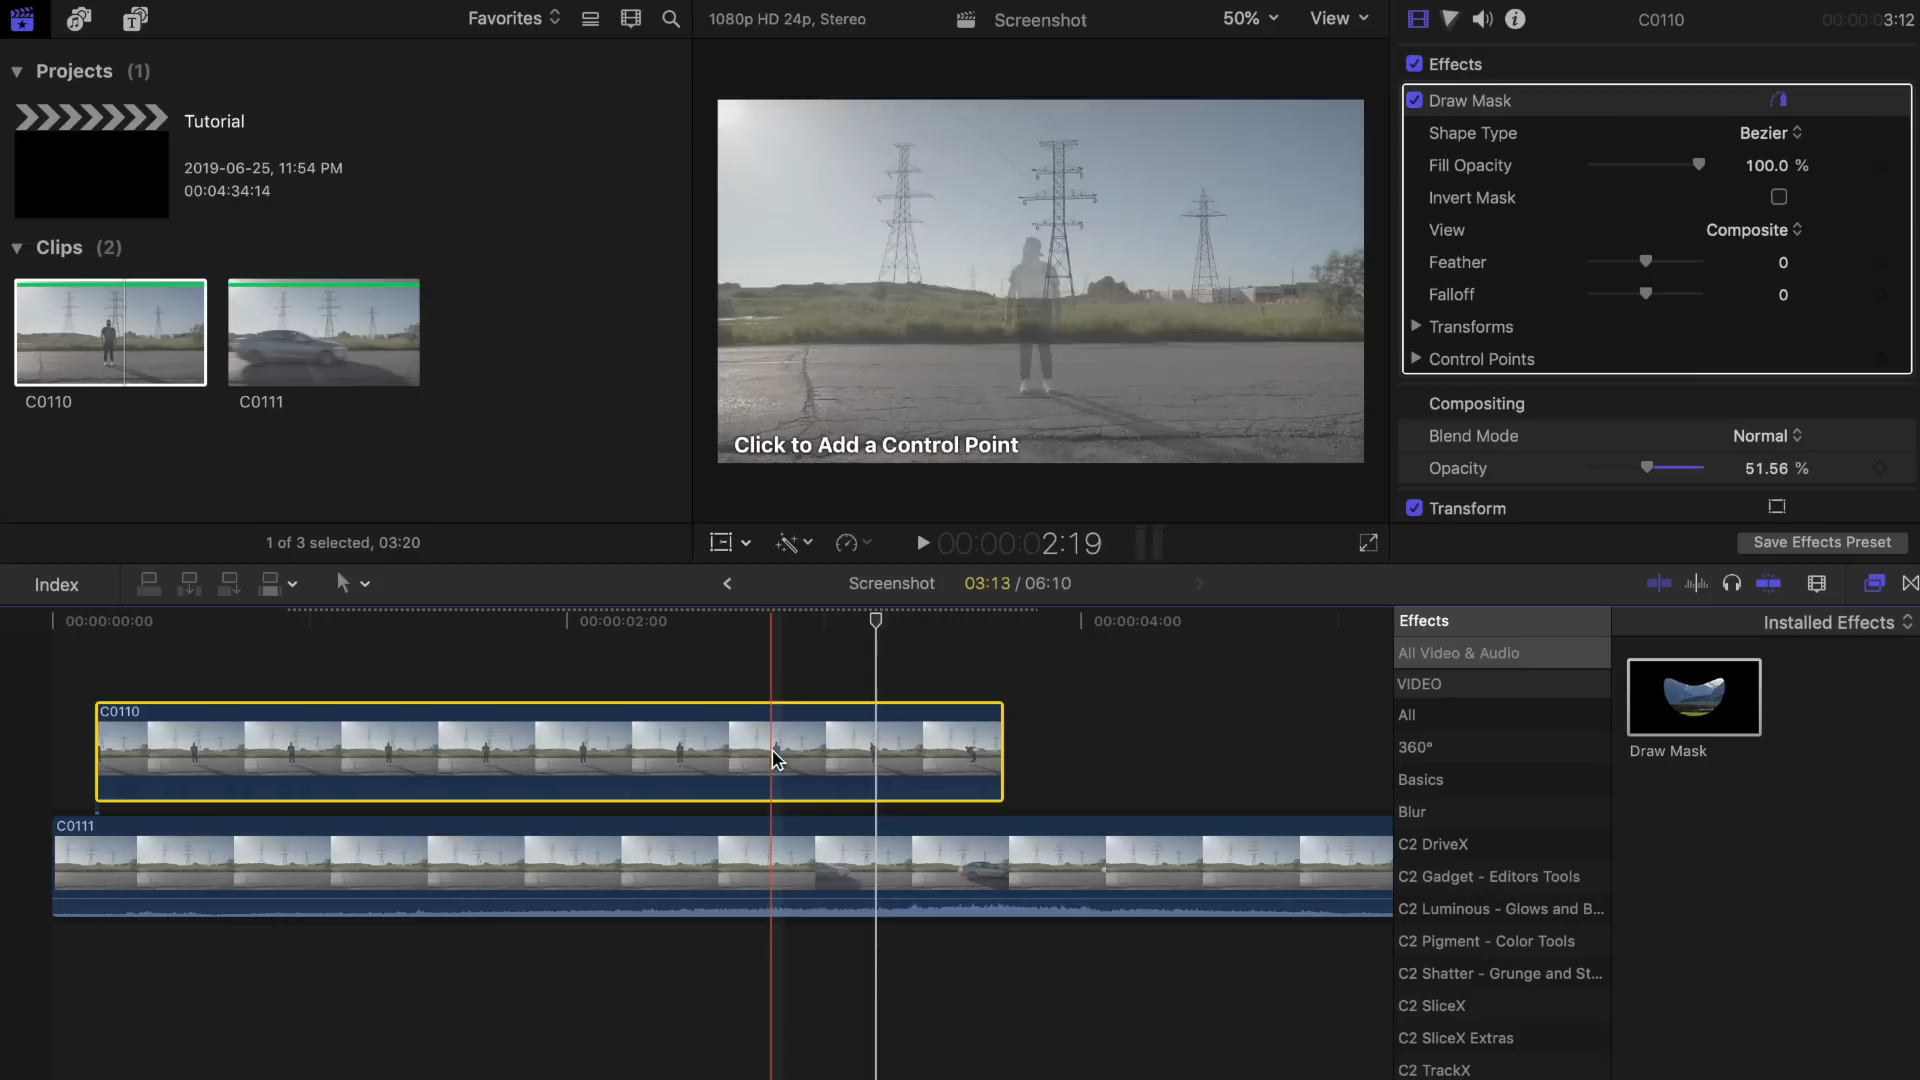 Favorites
1080p HD 24p, Stereo
Screenshot
50%
View
C0110
00:00:03:12
Projects (1)
Tutorial
2019-06-25, 11:54 PM
00:04:34:14
Clips (2)
C0110
C0111
1 of 3 selected, 03:20
Click to Add a Control Point
00:00:02:19
Effects
Draw Mask
Shape Type
Bezier
Fill Opacity
100.0 %
Invert Mask
View
Composite
Feather
0
Falloff
0
Transforms
Control Points
Compositing
Blend Mode
Normal
Opacity
51.56 %
Transform
Save Effects Preset
Index
Screenshot
03:13 / 06:10
00:00:00:00
00:00:02:00
00:00:04:00
C0110
C0111
Effects
Installed Effects
All Video & Audio
VIDEO
All
360°
Basics
Blur
C2 DriveX
C2 Gadget - Editors Tools
C2 Luminous - Glows and B...
C2 Pigment - Color Tools
C2 Shatter - Grunge and St...
C2 SliceX
C2 SliceX Extras
C2 TrackX
Draw Mask